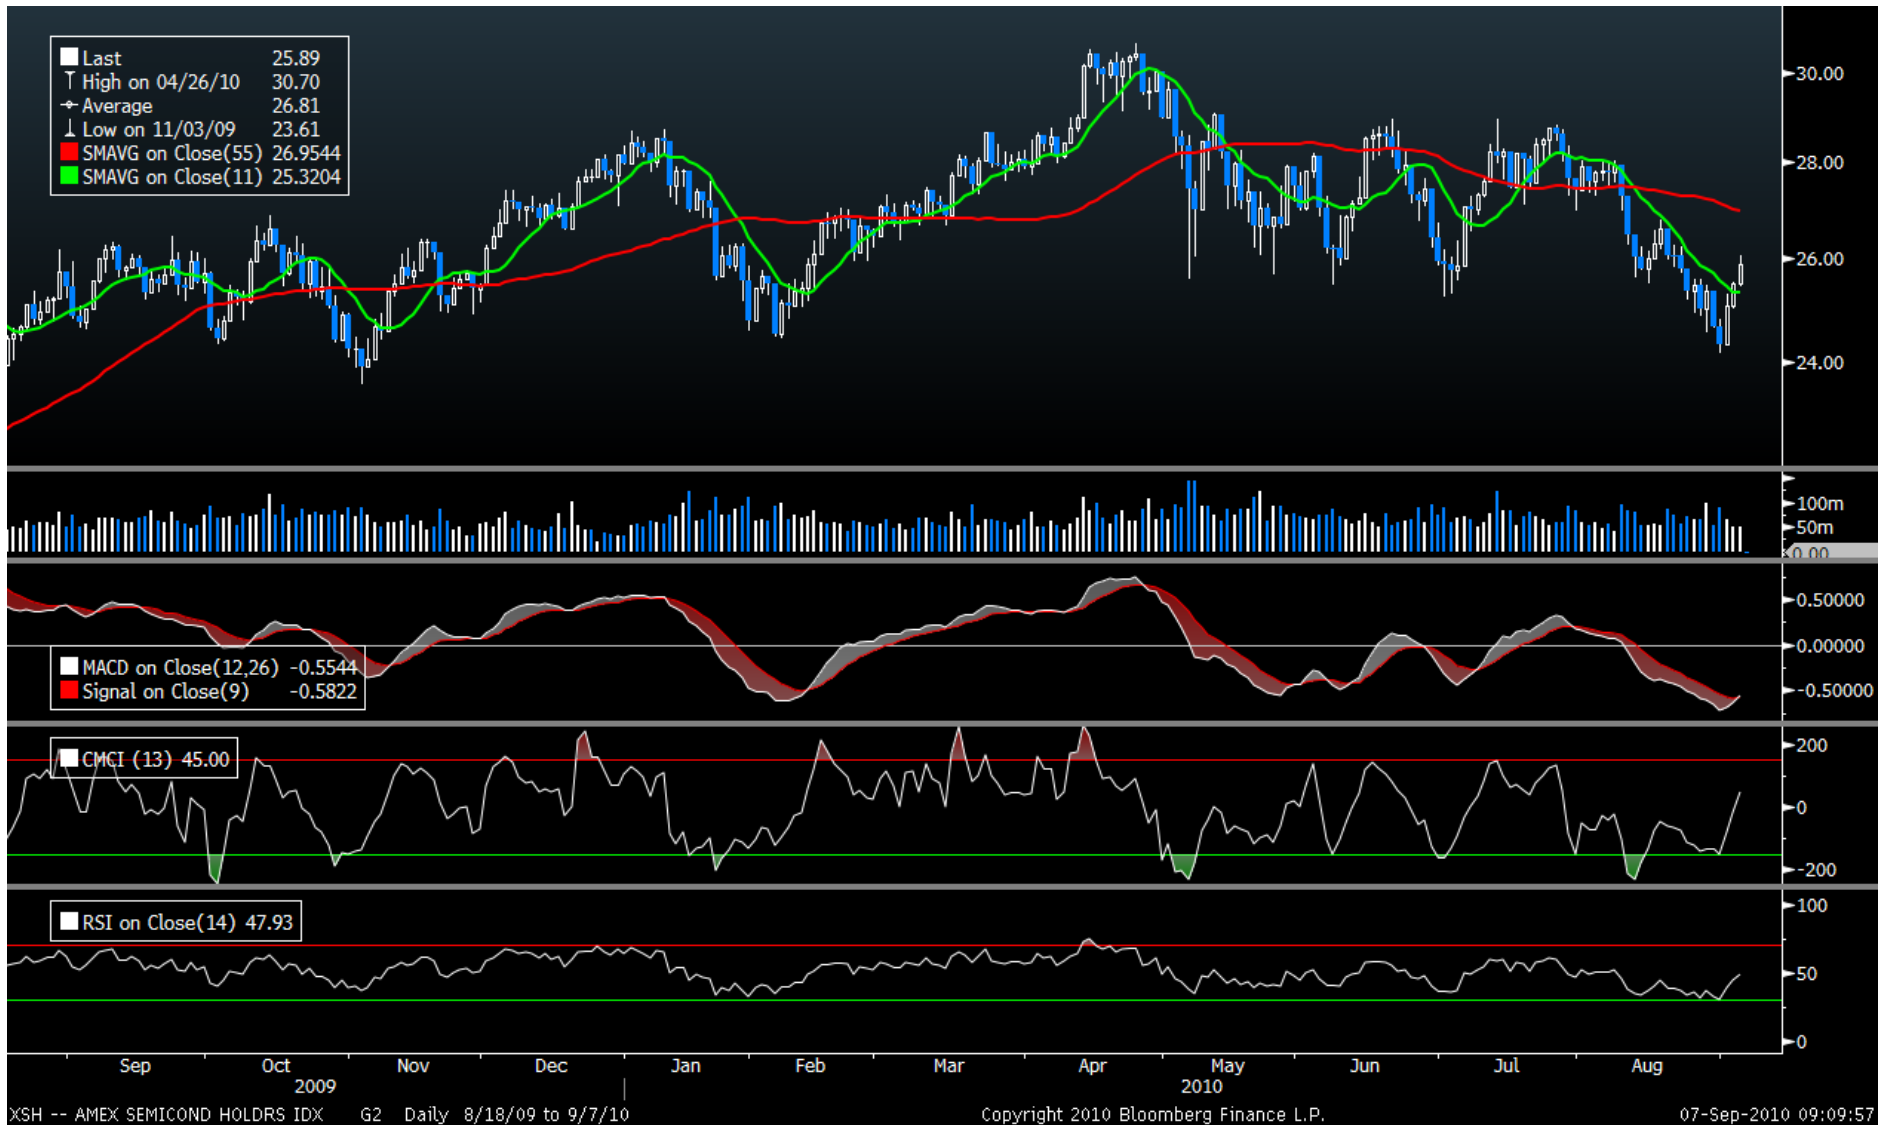 Last 25.89
High on 04/26/10 30.70
Average 26.81
Low on 11/03/09 23.61
SMAVG on Close(55) 26.9544
SMAVG on Close(11) 25.3204
30.00
28.00
26.00
24.00
100m
50m
0.00
MACD on Close(12,26) -0.5544
Signal on Close(9) -0.5822
0.50000
0.00000
-0.50000
CMCI (13) 45.00
200
0
-200
RSI on Close(14) 47.93
100
50
0
Sep Oct Nov Dec Jan Feb Mar Apr May Jun Jul Aug
2009 2010
XSH -- AMEX SEMICOND HOLDRS IDX G2 Daily 8/18/09 to 9/7/10 Copyright 2010 Bloomberg Finance L.P. 07-Sep-2010 09:09:57